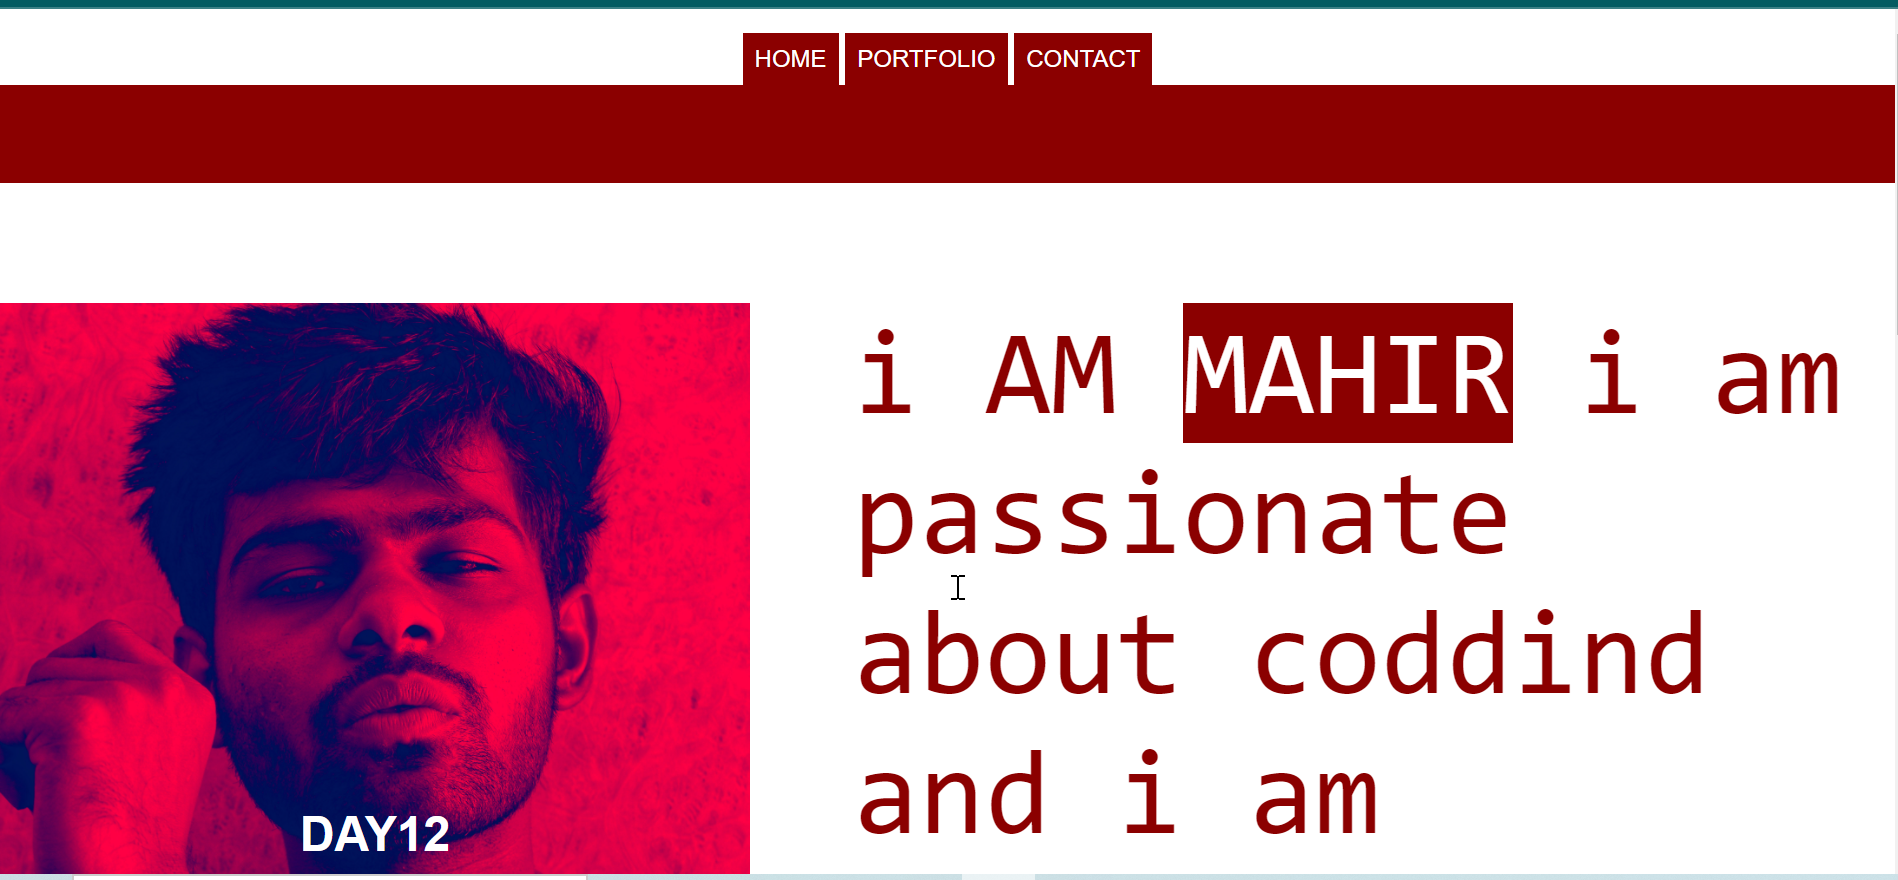 HOME PORTFOLIO CONTACT
i AM MAHIR i am
passionate
about coddind
and i am
DAY12